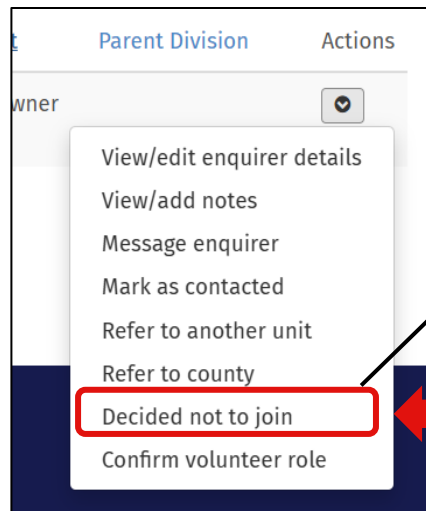 t Parent Division Actions
wner
View/edit enquirer details
View/add notes
Message enquirer
Mark as contacted
Refer to another unit
Refer to county
Decided not to join
Confirm volunteer role